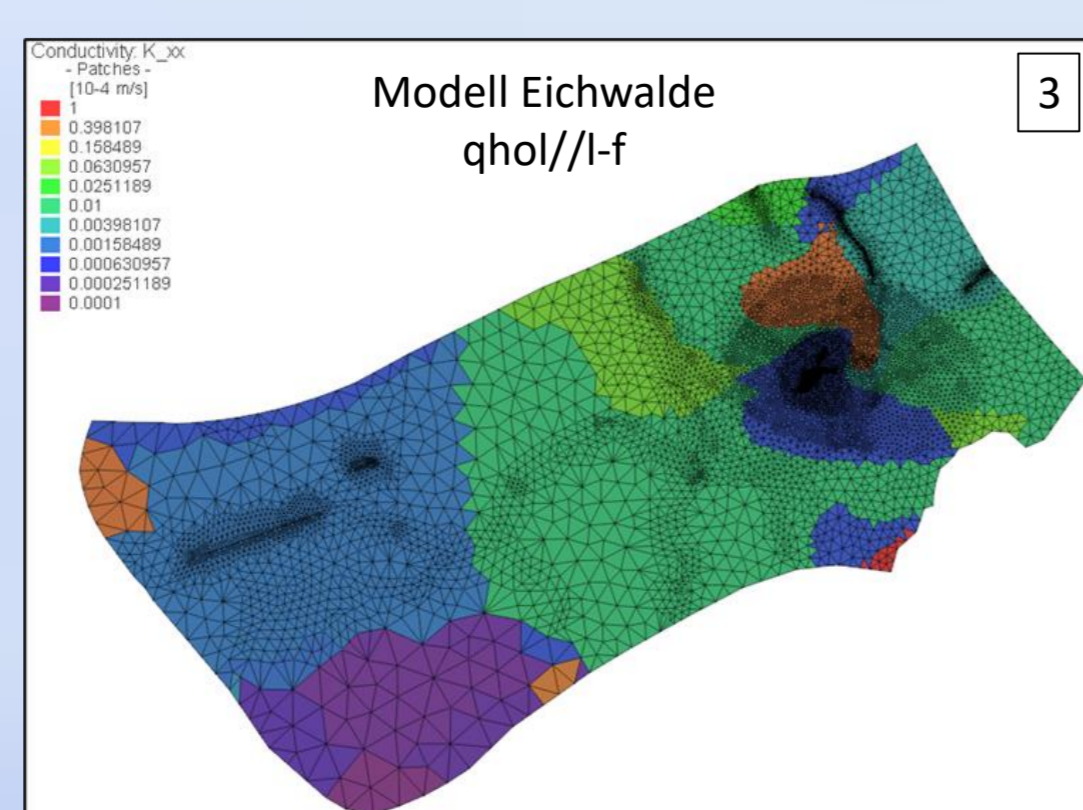 Conductivity: K_xx
- Patches -
[10-4 m/s]
1
0.398107
0.158489
0.0630957
0.0251189
0.01
0.00398107
0.00158489
0.000630957
0.000251189
0.0001
Modell Eichwalde
qhol//l-f
3